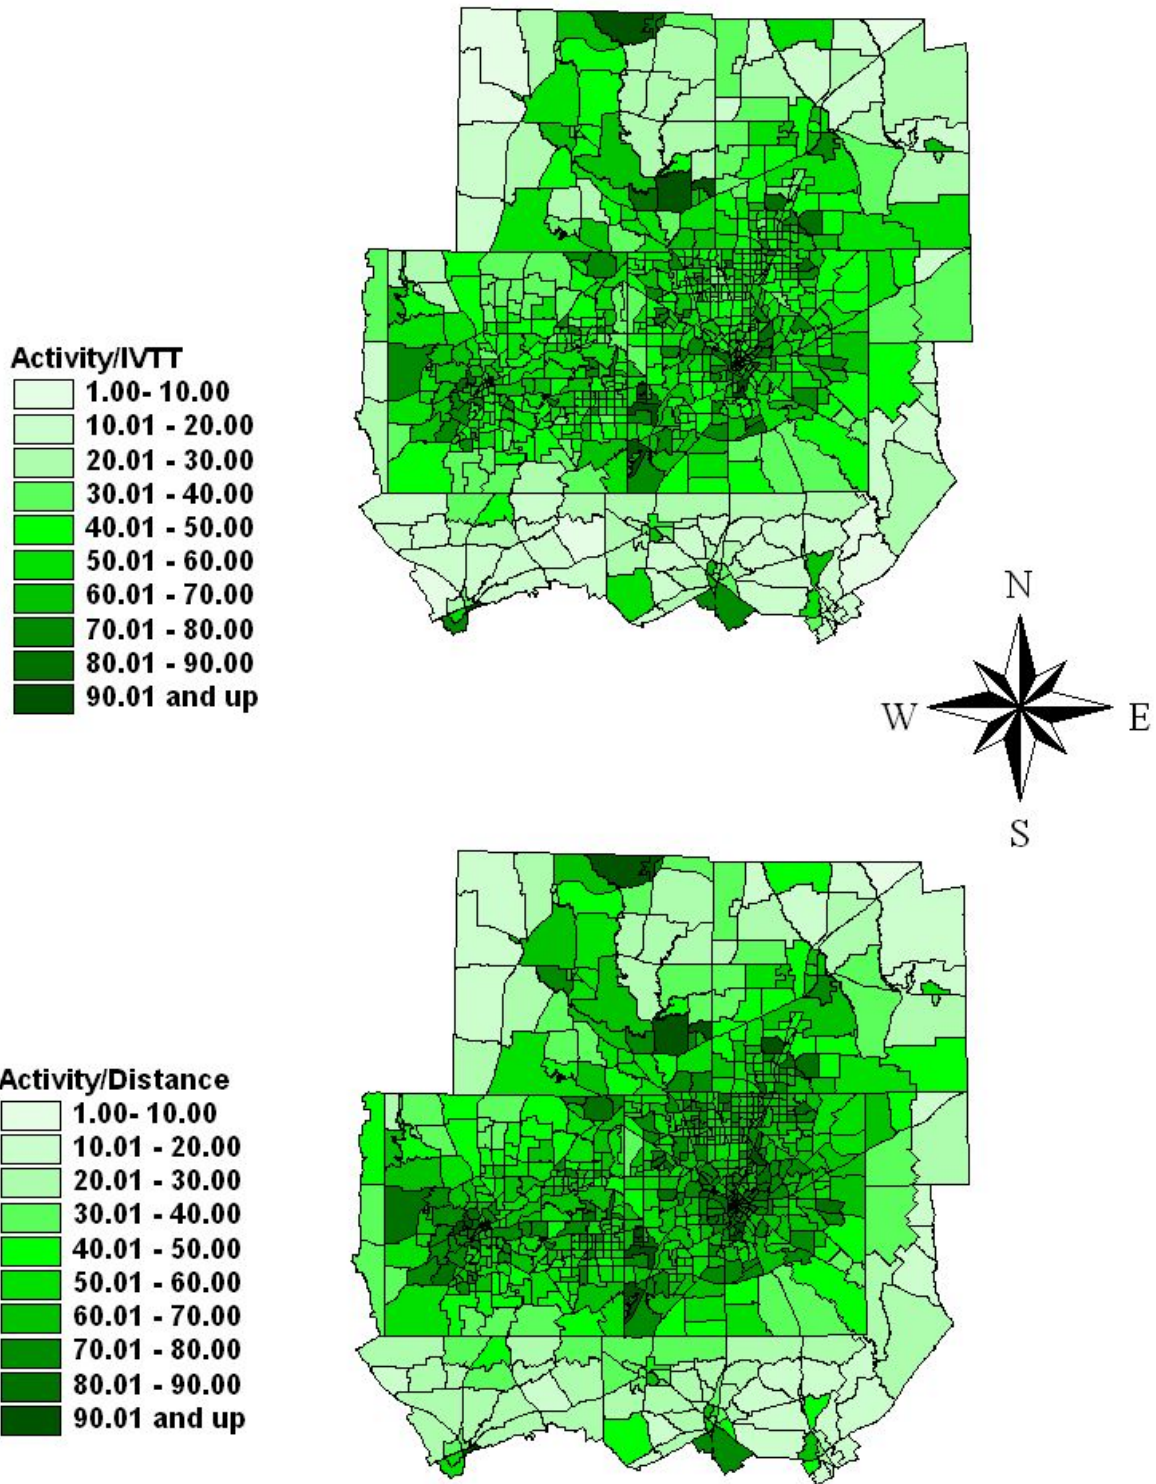 Activity/IVTT
1.00- 10.00
10.01 - 20.00
20.01 - 30.00
30.01 - 40.00
40.01 - 50.00
50.01 - 60.00
60.01 - 70.00
70.01 - 80.00
80.01 - 90.00
90.01 and up
N
W
E
S
Activity/Distance
1.00- 10.00
10.01 - 20.00
20.01 - 30.00
30.01 - 40.00
40.01 - 50.00
50.01 - 60.00
60.01 - 70.00
70.01 - 80.00
80.01 - 90.00
90.01 and up